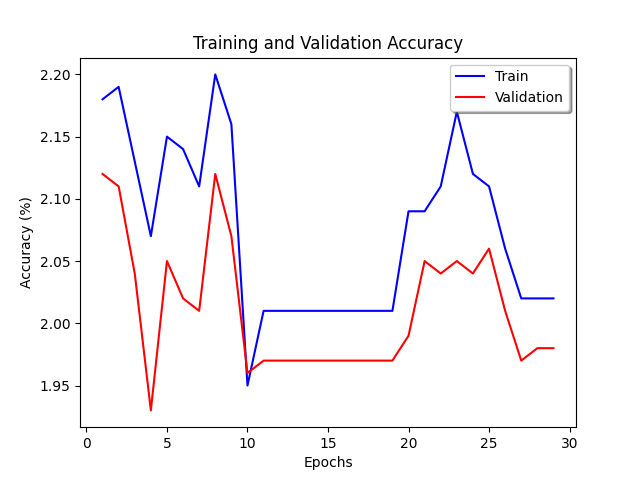 Training and Validation Accuracy
Train
Validation
2.20
2.15
2.10
2.05
2.00
1.95
Accuracy (%)
0
5
10
15
20
25
30
Epochs